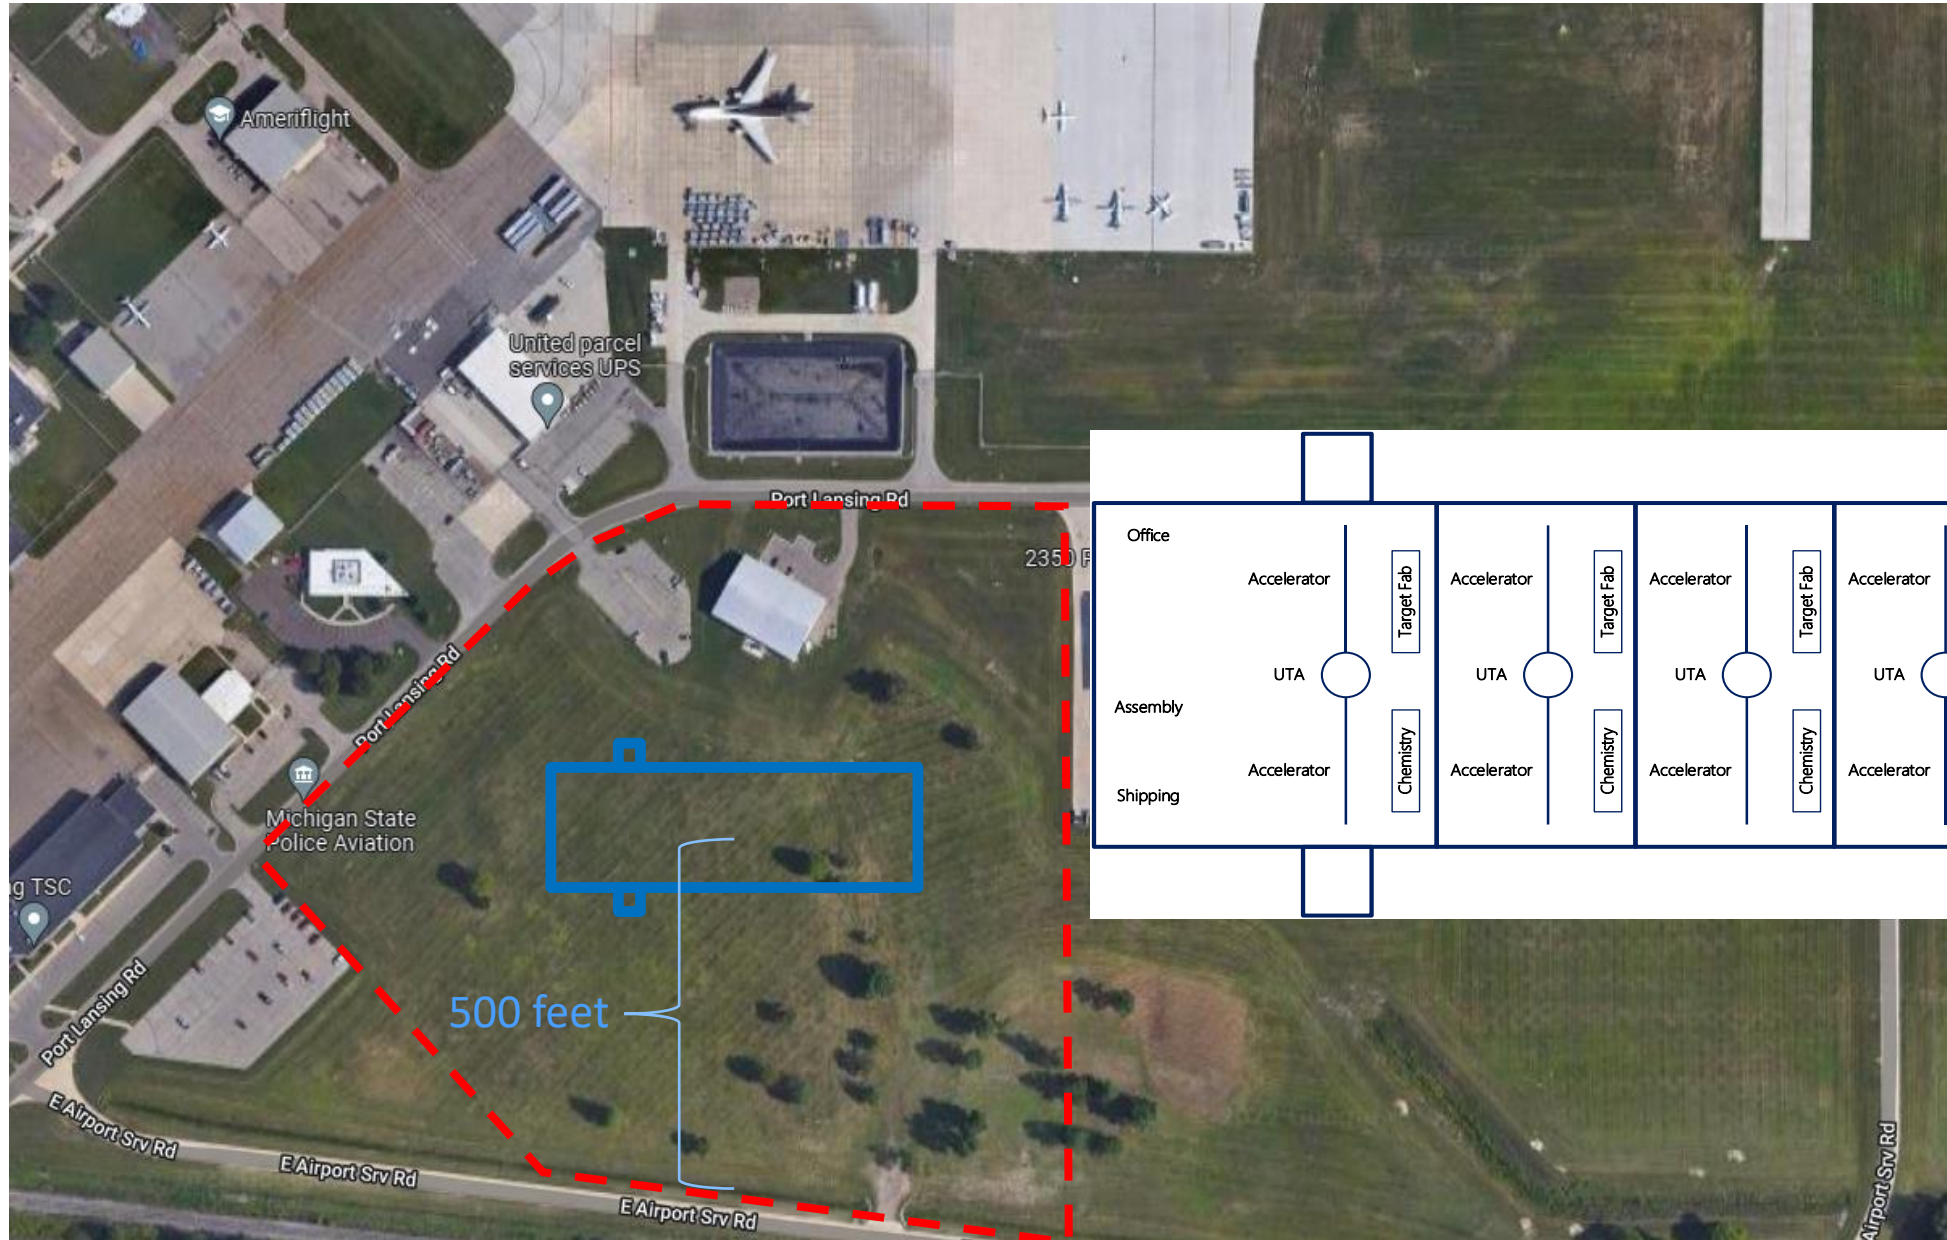 Ameriflight
United parcel
services UPS
Port Lansing Rd
2350 P
Port Lansing Rd
Michigan State
Police Aviation
g TSC
Port Lansing Rd
500 feet
E Airport Srv Rd
E Airport Srv Rd
E Airport Srv Rd
Airport Srv Rd
Office
Accelerator
Target Fab
Accelerator
Target Fab
Accelerator
Target Fab
Accelerator
UTA
UTA
UTA
UTA
Assembly
Shipping
Accelerator
Chemistry
Accelerator
Chemistry
Accelerator
Chemistry
Accelerator